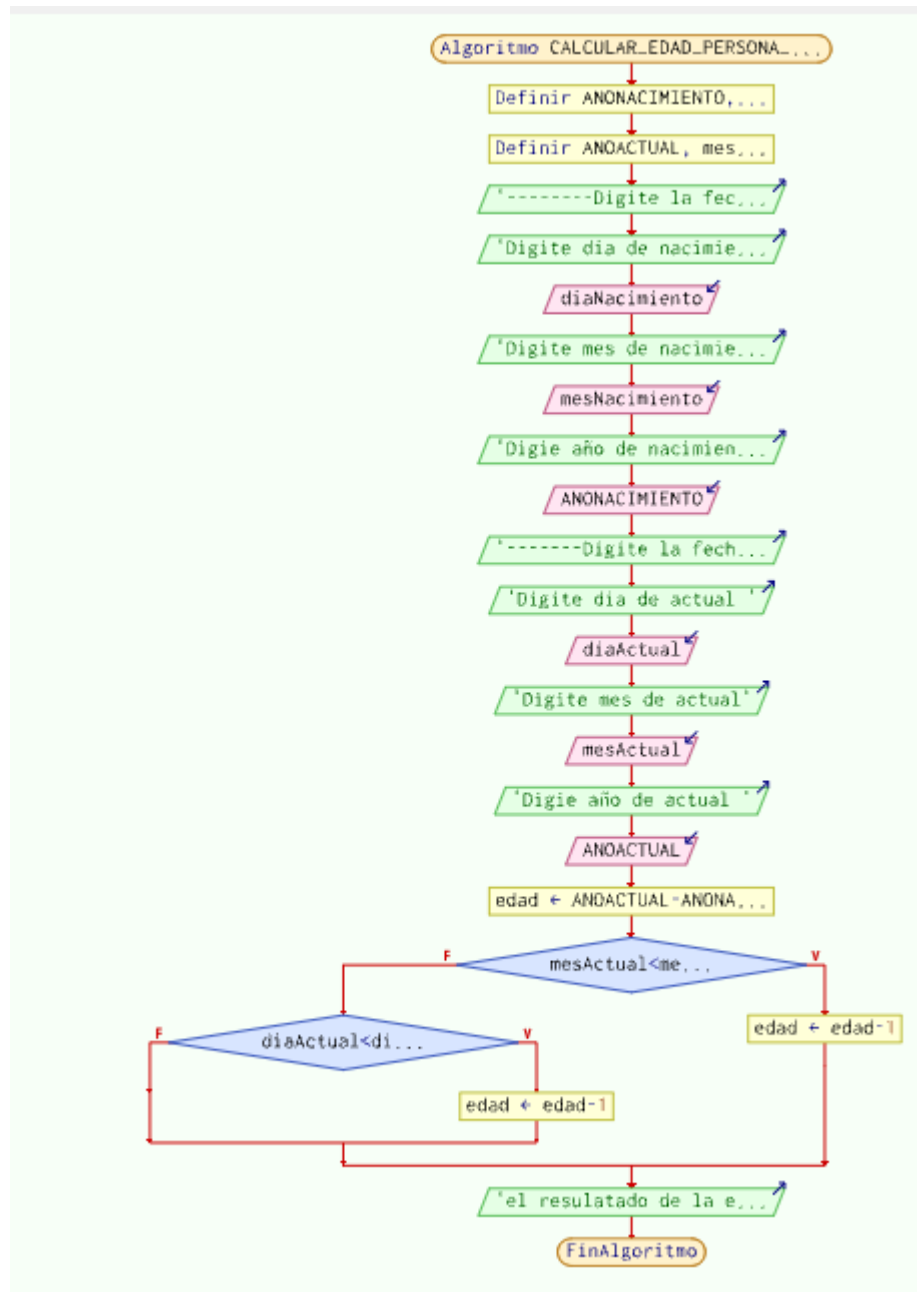 Algoritmo CALCULAR_EDAD_PERSONA_...
Definir ANONACIMIENTO,...
Definir ANOACTUAL, mes...
'--------Digite la fec...
'Digite dia de nacimie...
diaNacimiento
'Digite mes de nacimie...
mesNacimiento
'Digie año de nacimien...
ANONACIMIENTO
'-------Digite la fech...
'Digite dia de actual '
diaActual
'Digite mes de actual'
mesActual
'Digie año de actual '
ANOACTUAL
edad ← ANOACTUAL-ANONA...
F mesActual<me... V
edad ← edad-1
F diaActual<di... V
edad ← edad-1
'el resulatado de la e...
FinAlgoritmo